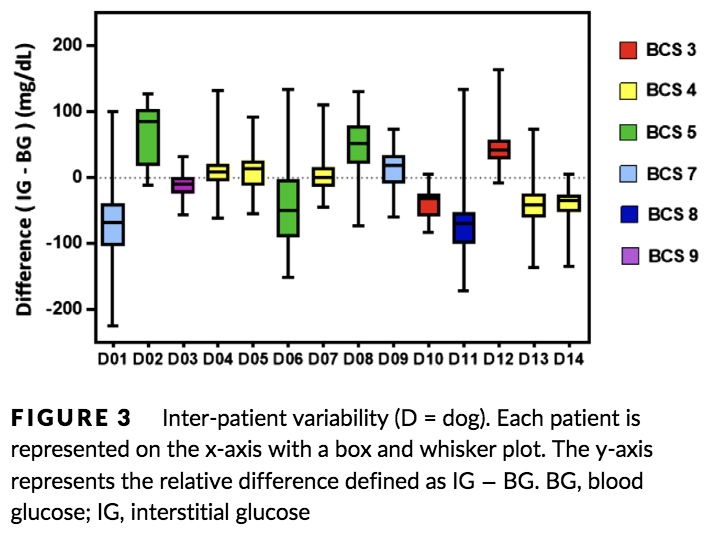 Difference ( IG - BG ) (mg/dL)
200
100
0
-100
-200
D01 D02 D03 D04 D05 D06 D07 D08 D09 D10 D11 D12 D13 D14
BCS 3
BCS 4
BCS 5
BCS 7
BCS 8
BCS 9
FIGURE 3 Inter-patient variability (D = dog). Each patient is
represented on the x-axis with a box and whisker plot. The y-axis
represents the relative difference defined as IG – BG. BG, blood
glucose; IG, interstitial glucose